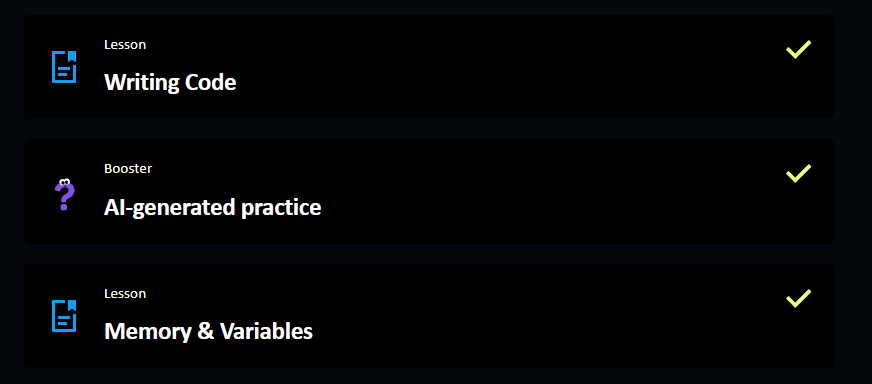 Lesson
Writing Code
Booster
AI-generated practice
Lesson
Memory & Variables